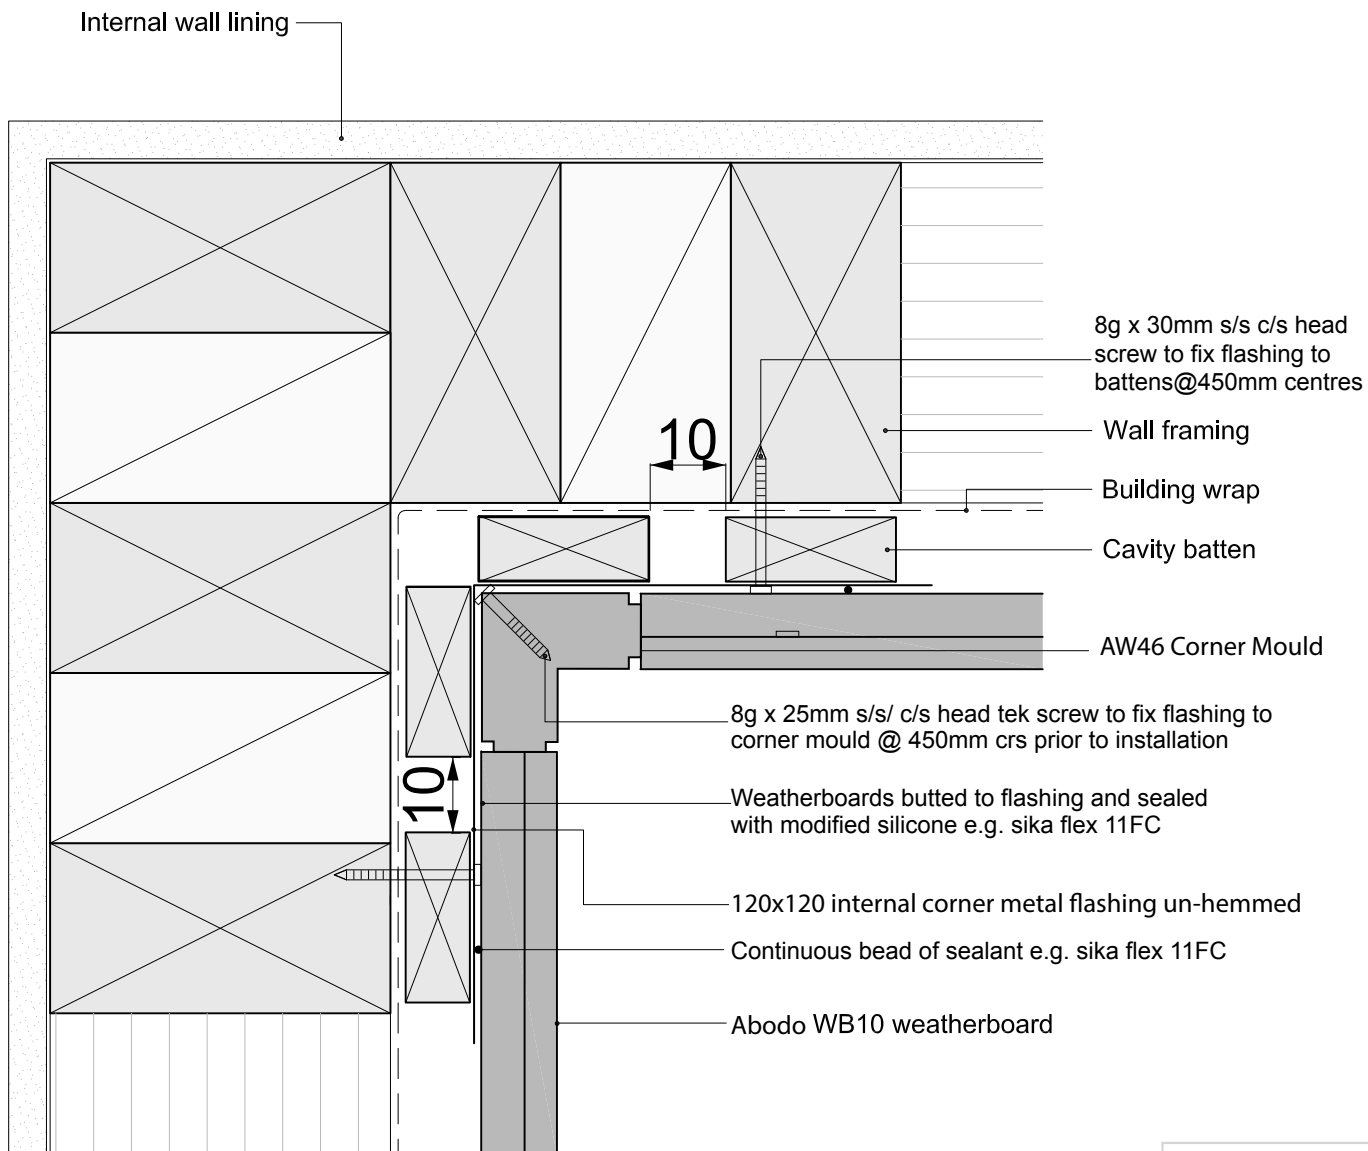 Internal wall lining
8g x 30mm s/s c/s head
screw to fix flashing to
battens@450mm centres
10
Wall framing
Building wrap
Cavity batten
AW46 Corner Mould
8g x 25mm s/s/ c/s head tek screw to fix flashing to
corner mould @ 450mm crs prior to installation
10
Weatherboards butted to flashing and sealed
with modified silicone e.g. sika flex 11FC
120x120 internal corner metal flashing un-hemmed
Continuous bead of sealant e.g. sika flex 11FC
Abodo WB10 weatherboard